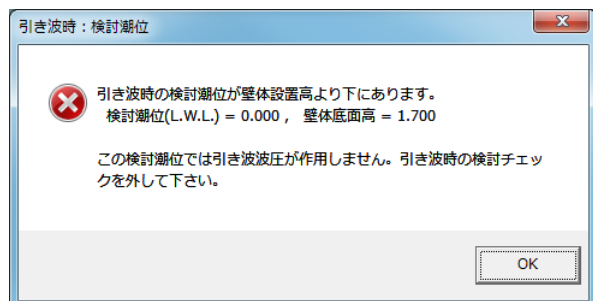 引き波時：検討潮位
引き波時の検討潮位が壁体設置高より下にあります。
検討潮位(L.W.L.) = 0.000 , 壁体底面高 = 1.700
この検討潮位では引き波波圧が作用しません。引き波時の検討チェッ
クを外して下さい。
OK